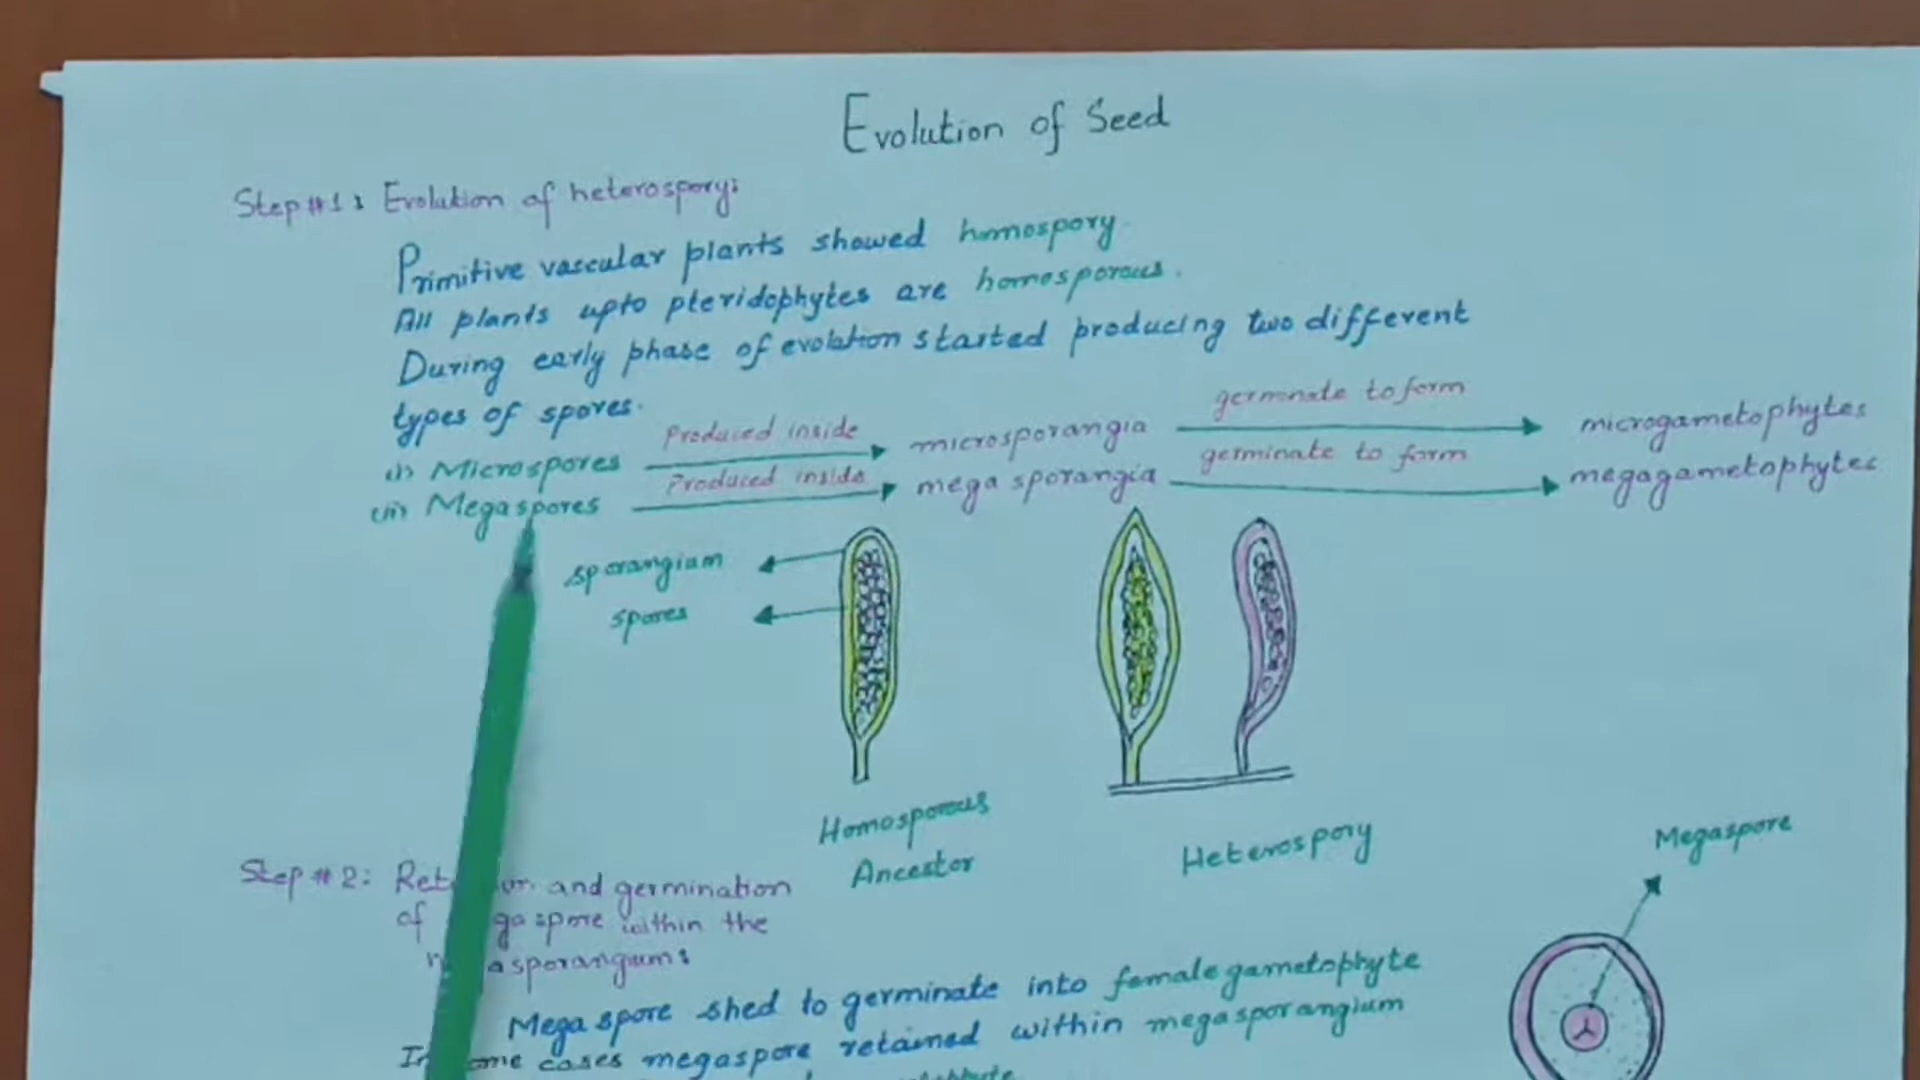 Evolution of Seed
Step#1: Evolution of heterospory:
Primitive vascular plants showed homospory.
All plants upto pteridophytes are homosporous.
During early phase of evolution started producing two different
types of spores.
(i) Microspores Produced inside microsporangia germinate to form microgametophytes
(ii) Megaspores Produced inside mega sporangia germinate to form megagametophytes
sporangium
spores
Homosporous
Ancestor
Heterospory
Megaspore
Step #2: and germination
of spore within the
Mega spore shed to germinate into female gametophyte
cases megaspore retained within megasporangium